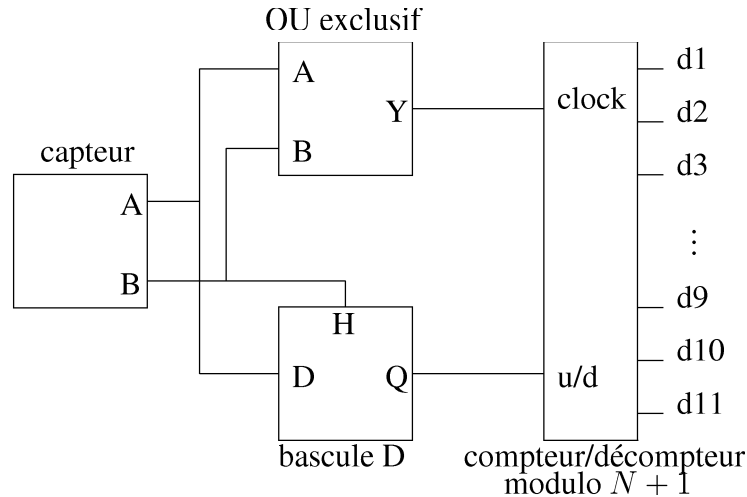 OU exclusif
A
B
Y
clock
d1
d2
d3
⋮
d9
d10
d11
capteur
A
B
H
D
Q
u/d
bascule D
compteur/décompteur
modulo N + 1